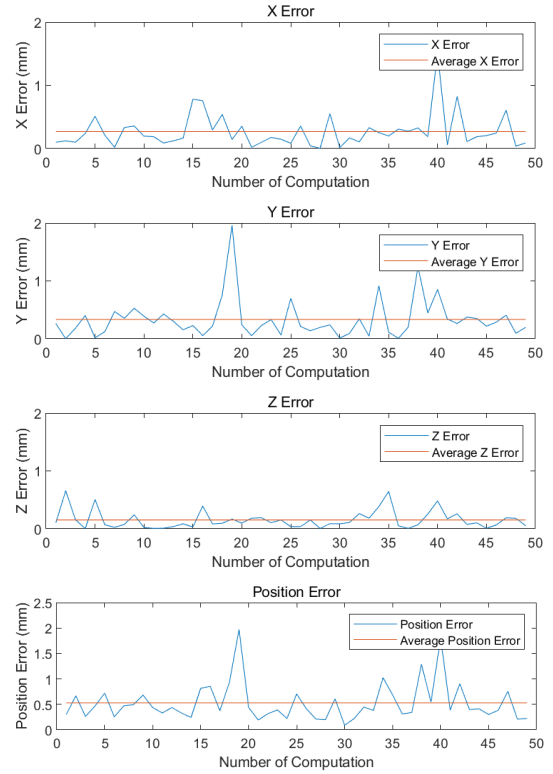 X Error
X Error (mm)
2
1
0
X Error
Average X Error
0 5 10 15 20 25 30 35 40 45 50
Number of Computation
Y Error
Y Error (mm)
2
1
0
Y Error
Average Y Error
0 5 10 15 20 25 30 35 40 45 50
Number of Computation
Z Error
Z Error (mm)
2
1
0
Z Error
Average Z Error
0 5 10 15 20 25 30 35 40 45 50
Number of Computation
Position Error
Position Error (mm)
2.5
2
1.5
1
0.5
0
Position Error
Average Position Error
0 5 10 15 20 25 30 35 40 45 50
Number of Computation